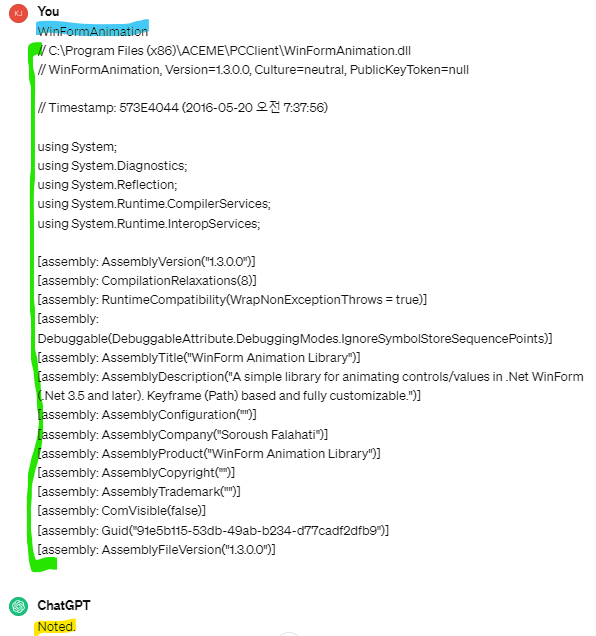 KJ
You
WinFormAnimation
// C:\Program Files (x86)\ACEME\PCClient\WinFormAnimation.dll
// WinFormAnimation, Version=1.3.0.0, Culture=neutral, PublicKeyToken=null
// Timestamp: 573E4044 (2016-05-20 오전 7:37:56)
using System;
using System.Diagnostics;
using System.Reflection;
using System.Runtime.CompilerServices;
using System.Runtime.InteropServices;
[assembly: AssemblyVersion("1.3.0.0")]
[assembly: CompilationRelaxations(8)]
[assembly: RuntimeCompatibility(WrapNonExceptionThrows = true)]
[assembly:
Debuggable(DebuggableAttribute.DebuggingModes.IgnoreSymbolStoreSequencePoints)]
[assembly: AssemblyTitle("WinForm Animation Library")]
[assembly: AssemblyDescription("A simple library for animating controls/values in .Net WinForm
(.Net 3.5 and later). Keyframe (Path) based and fully customizable.")]
[assembly: AssemblyConfiguration("")]
[assembly: AssemblyCompany("Soroush Falahati")]
[assembly: AssemblyProduct("WinForm Animation Library")]
[assembly: AssemblyCopyright("")]
[assembly: AssemblyTrademark("")]
[assembly: ComVisible(false)]
[assembly: Guid("91e5b115-53db-49ab-b234-d77cadf2dfb9")]
[assembly: AssemblyFileVersion("1.3.0.0")]
ChatGPT
Noted.